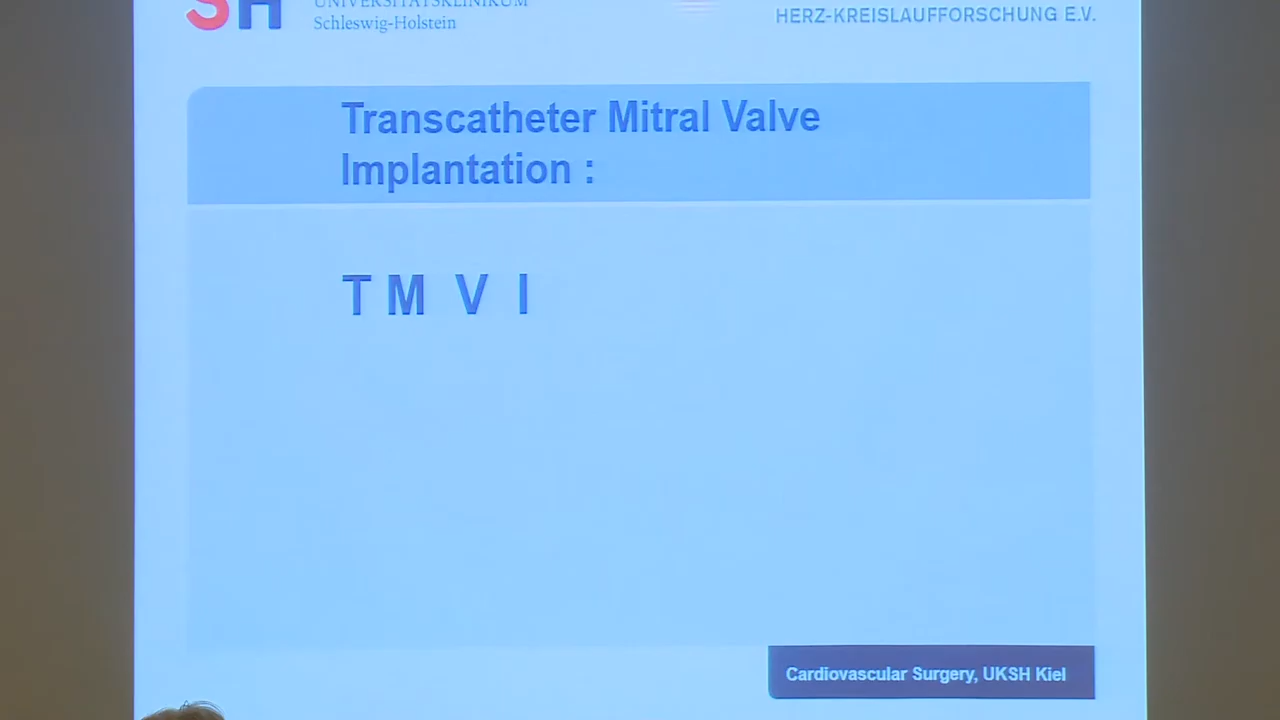 SH
UNIVERSITÄTSKLINIKUM
Schleswig-Holstein
HERZ-KREISLAUFFORSCHUNG E.V.
Transcatheter Mitral Valve
Implantation :
T M V I
Cardiovascular Surgery, UKSH Kiel